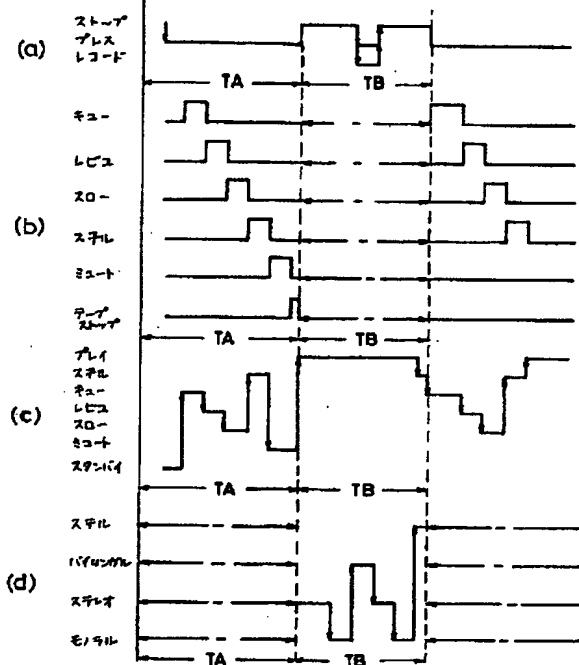 (a)
ストップ
プレス
レコード
TA
TB
(b)
キュー
レビュ
スロー
スチル
ミュート
テープ
ストップ
TA
TB
(c)
プレイ
スチル
キュー
レビュ
スロー
ミュート
スタンバイ
TA
TB
(d)
スチル
バイリンガル
ステレオ
モノラル
TA
TB